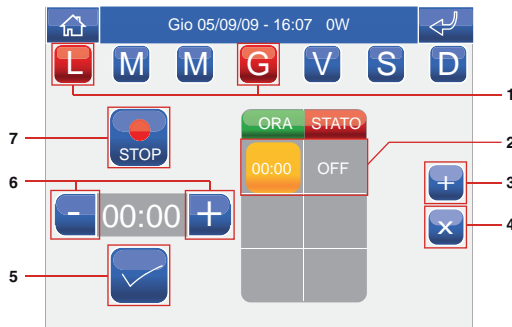 Gio 05/09/09 - 16:07 0W
L M M G V S D
1
7
STOP
ORA STATO
2
00:00 OFF
6
- 00:00 +
+
3
x
4
5